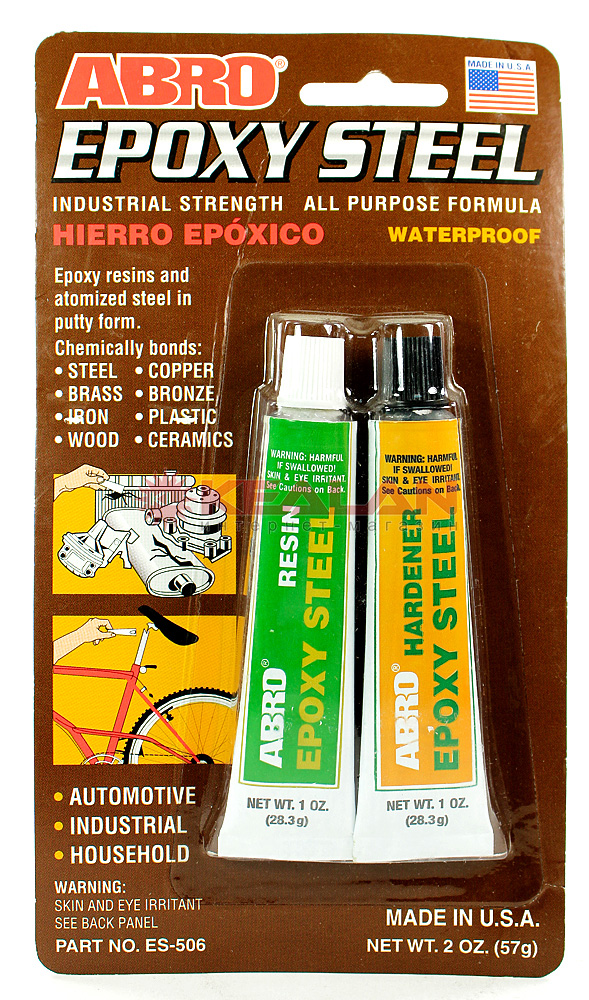 ABRO®
MADE IN U.S.A.
EPOXY STEEL
INDUSTRIAL STRENGTH ALL PURPOSE FORMULA
HIERRO EPÓXICO WATERPROOF
Epoxy resins and
atomized steel in
putty form.
Chemically bonds:
• STEEL • COPPER
• BRASS • BRONZE
• IRON • PLASTIC
• WOOD • CERAMICS
WARNING: HARMFUL
IF SWALLOWED!
SKIN & EYE IRRITANT.
See Cautions on Back.
ABRO® RESIN
EPOXY STEEL
NET WT. 1 OZ.
(28.3g)
WARNING: HARMFUL
IF SWALLOWED!
SKIN & EYE IRRITANT.
See Cautions on Back.
ABRO® HARDENER
EPOXY STEEL
NET WT. 1 OZ.
(28.3g)
интернет-магазин
• AUTOMOTIVE
• INDUSTRIAL
• HOUSEHOLD
WARNING:
SKIN AND EYE IRRITANT
SEE BACK PANEL
PART NO. ES-506
MADE IN U.S.A.
NET WT. 2 OZ. (57g)